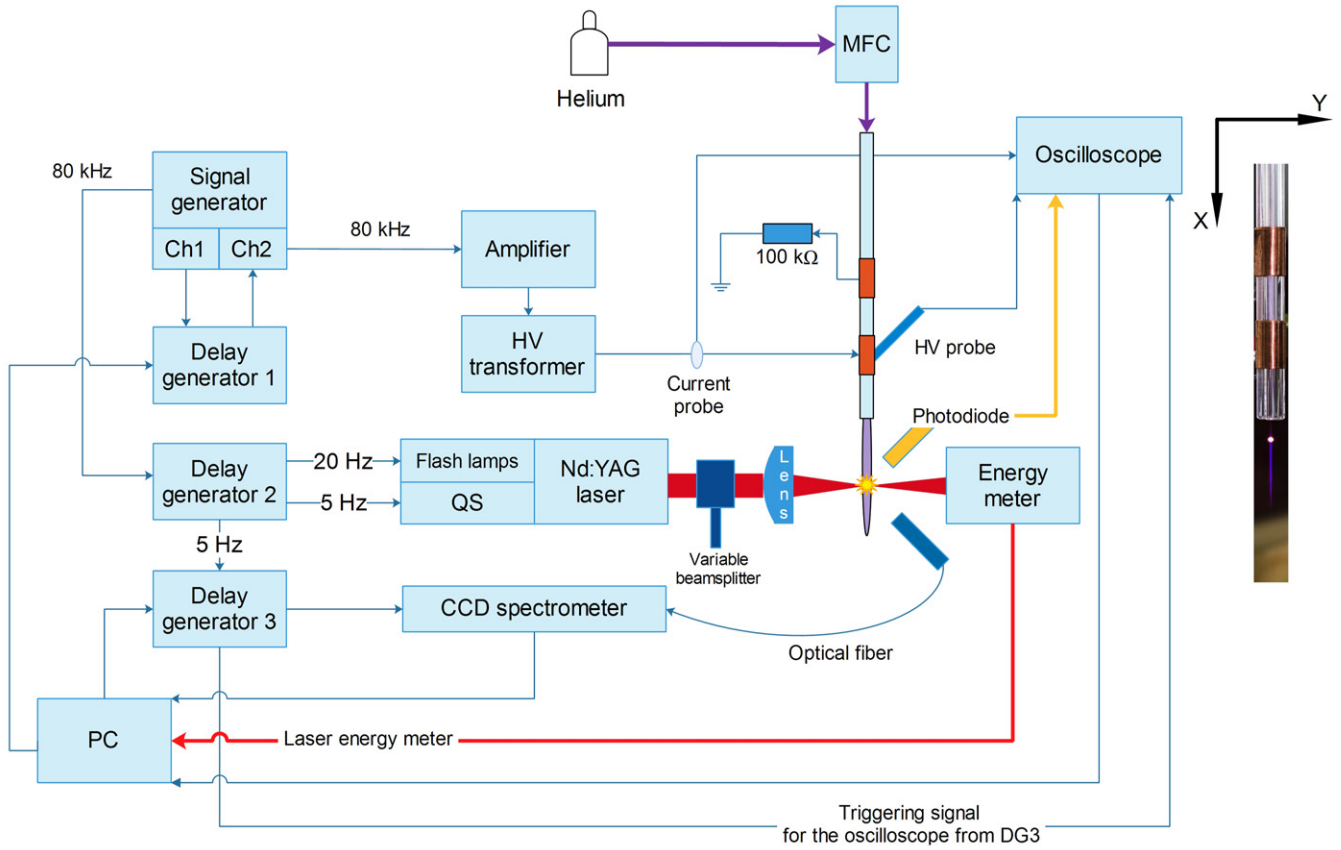 Helium
MFC
Y
X
Oscilloscope
80 kHz
Signal
generator
Ch1
Ch2
80 kHz
Amplifier
100 kΩ
HV
transformer
Current
probe
HV probe
Delay
generator 1
Photodiode
Delay
generator 2
20 Hz
5 Hz
Flash lamps
QS
Nd:YAG
laser
Lens
Energy
meter
Variable
beamsplitter
5 Hz
Delay
generator 3
CCD spectrometer
Optical fiber
PC
Laser energy meter
Triggering signal
for the oscilloscope from DG3